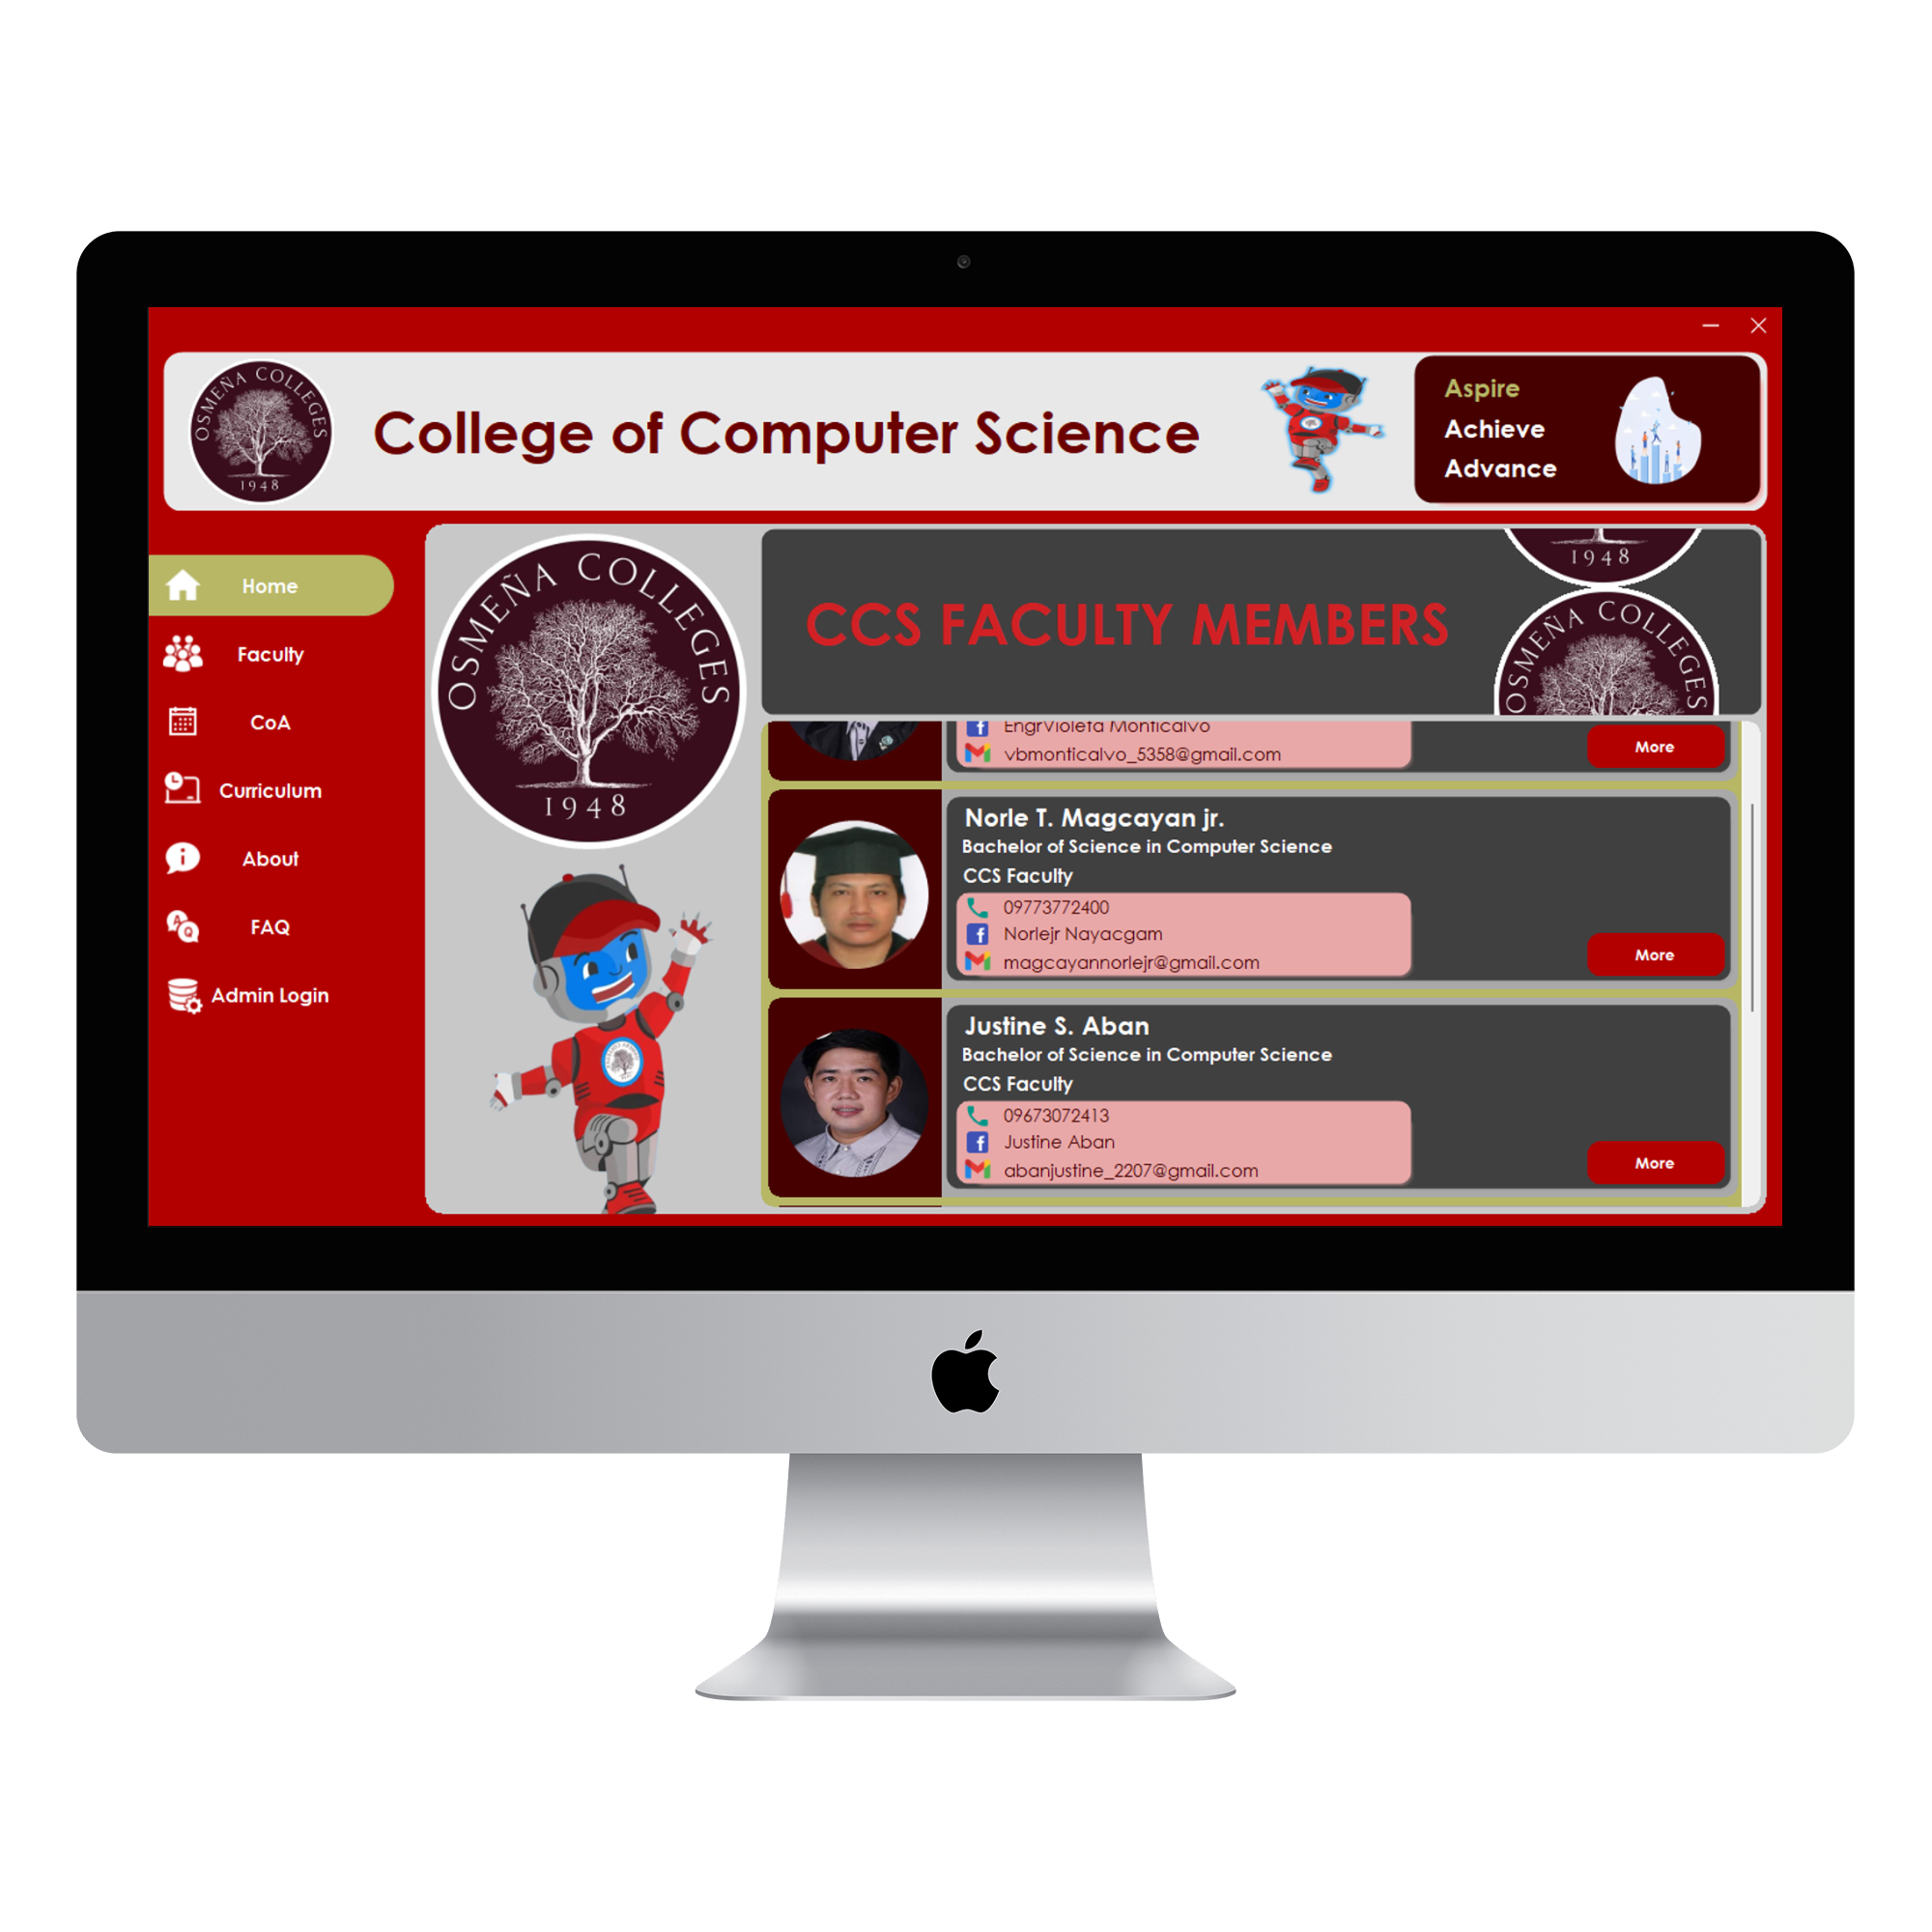 OSMEÑA COLLEGES
1948
College of Computer Science
Aspire
Achieve
Advance
Home
Faculty
CoA
Curriculum
About
FAQ
Admin Login
OSMEÑA COLLEGES
1948
CCS FACULTY MEMBERS
1948
OSMEÑA COLLEGES
EngrVioleta Monticalvo
vbmonticalvo_5358@gmail.com
More
Norle T. Magcayan jr.
Bachelor of Science in Computer Science
CCS Faculty
09773772400
Norlejr Nayacgam
magcayannorlejr@gmail.com
More
Justine S. Aban
Bachelor of Science in Computer Science
CCS Faculty
09673072413
Justine Aban
abanjustine_2207@gmail.com
More